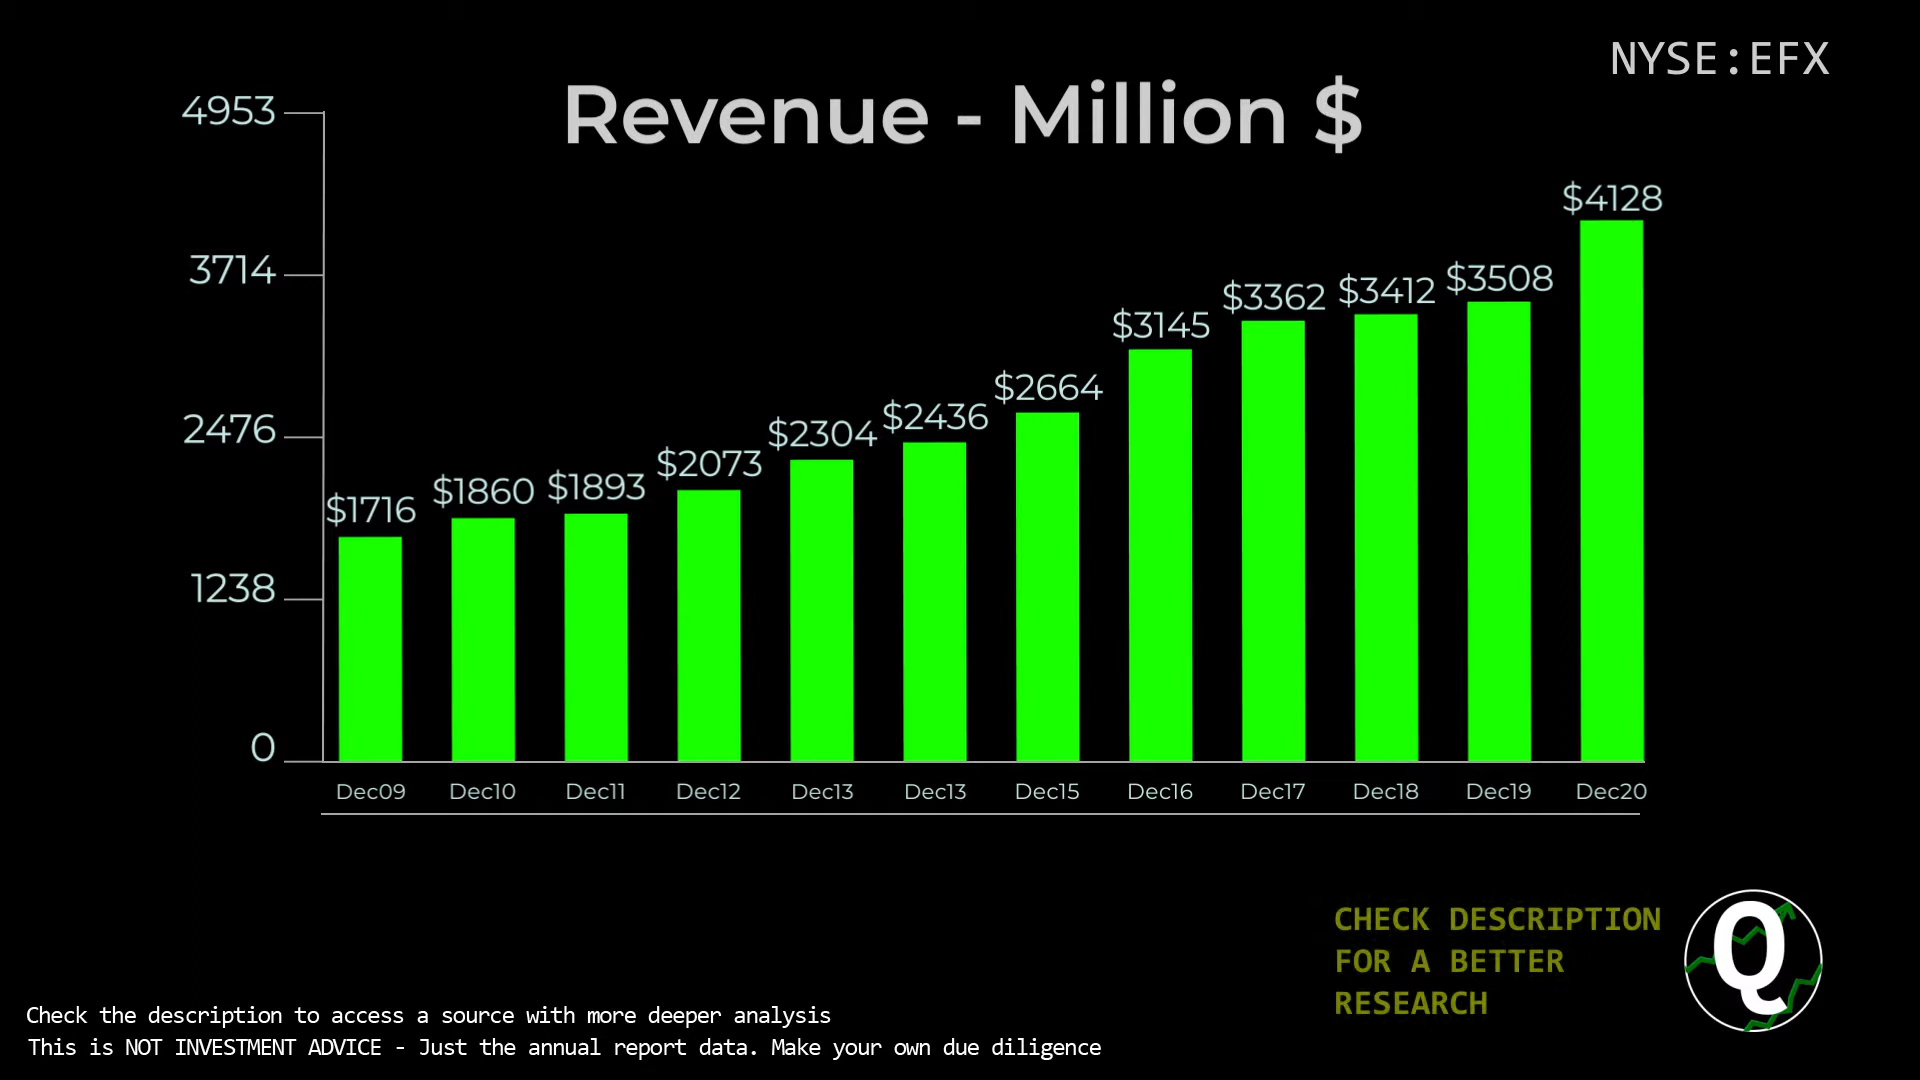 NYSE:EFX
Revenue - Million $
4953
3714
2476
1238
0
$1716
$1860
$1893
$2073
$2304
$2436
$2664
$3145
$3362
$3412
$3508
$4128
Dec09
Dec10
Dec11
Dec12
Dec13
Dec13
Dec15
Dec16
Dec17
Dec18
Dec19
Dec20
CHECK DESCRIPTION
FOR A BETTER
RESEARCH
Q
Check the description to access a source with more deeper analysis
This is NOT INVESTMENT ADVICE - Just the annual report data. Make your own due diligence